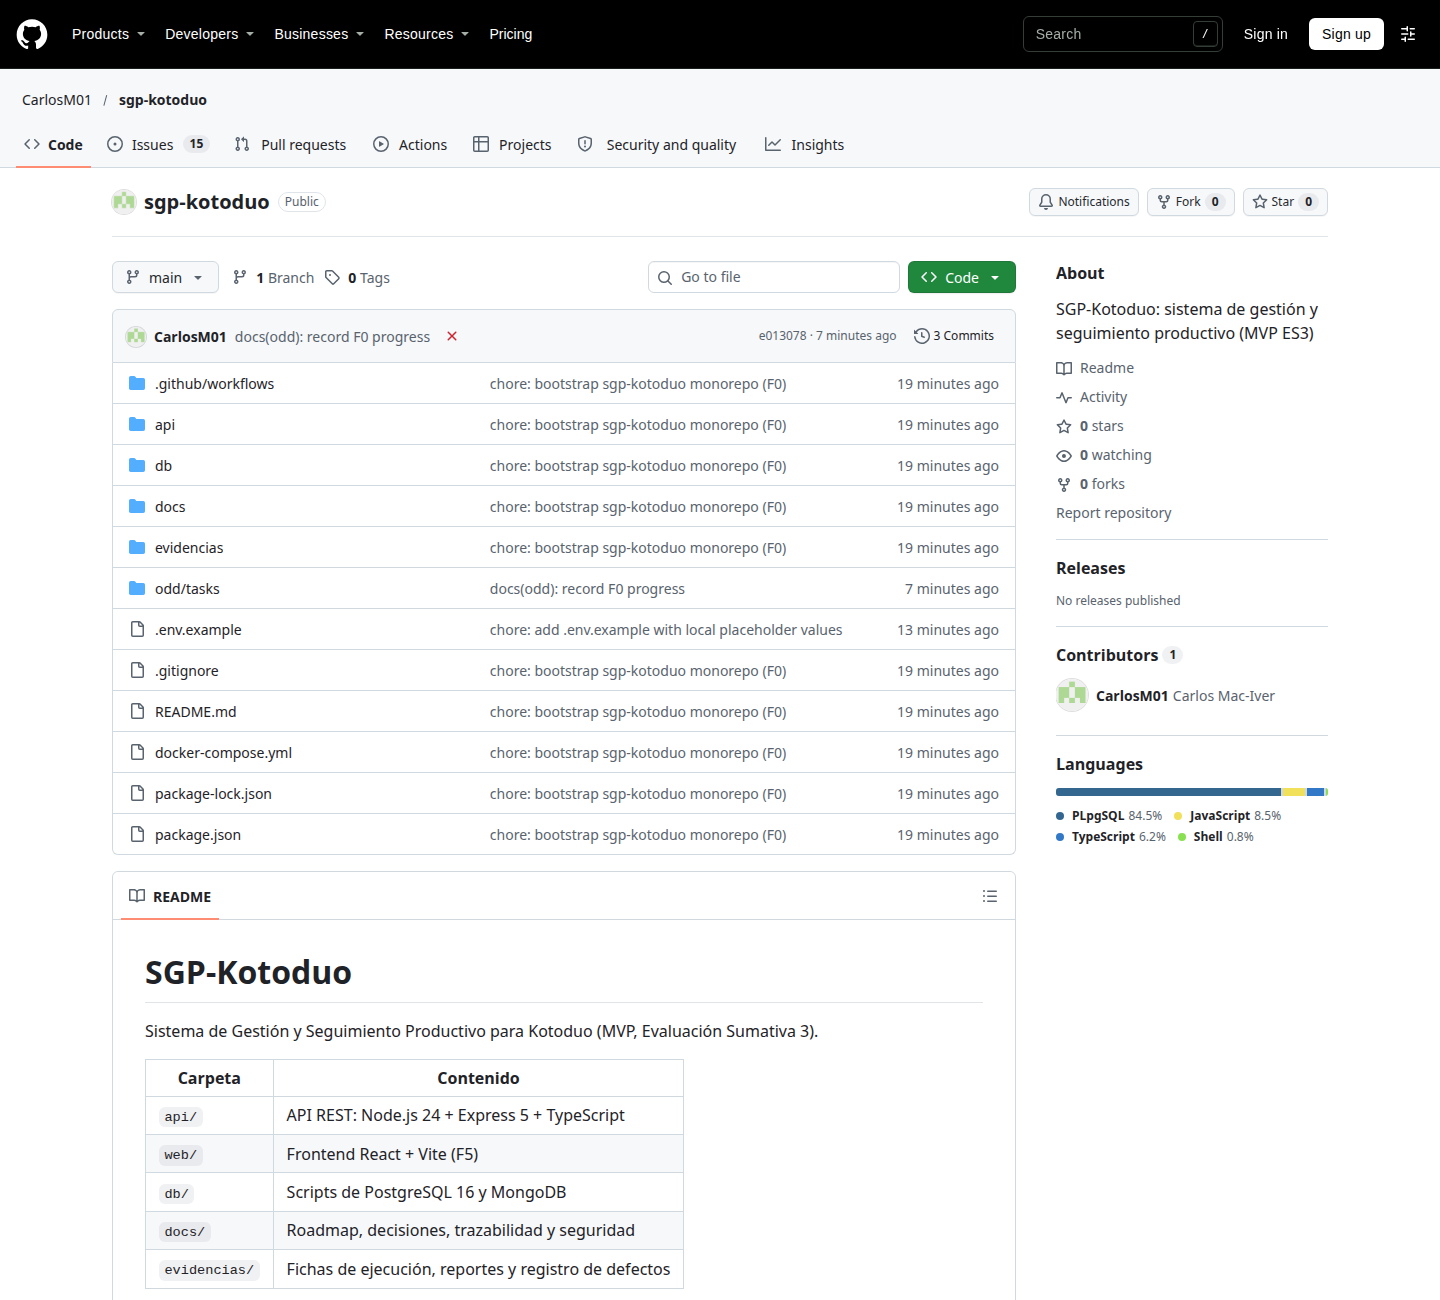 Products Developers Businesses Resources Pricing Search / Sign in Sign up
CarlosM01 / sgp-kotoduo
Code Issues 15 Pull requests Actions Projects Security and quality Insights
sgp-kotoduo Public Notifications Fork 0 Star 0
main 1 Branch 0 Tags Go to file Code
CarlosM01 docs(odd): record F0 progress e013078 · 7 minutes ago 3 Commits
.github/workflows chore: bootstrap sgp-kotoduo monorepo (F0) 19 minutes ago
api chore: bootstrap sgp-kotoduo monorepo (F0) 19 minutes ago
db chore: bootstrap sgp-kotoduo monorepo (F0) 19 minutes ago
docs chore: bootstrap sgp-kotoduo monorepo (F0) 19 minutes ago
evidencias chore: bootstrap sgp-kotoduo monorepo (F0) 19 minutes ago
odd/tasks docs(odd): record F0 progress 7 minutes ago
.env.example chore: add .env.example with local placeholder values 13 minutes ago
.gitignore chore: bootstrap sgp-kotoduo monorepo (F0) 19 minutes ago
README.md chore: bootstrap sgp-kotoduo monorepo (F0) 19 minutes ago
docker-compose.yml chore: bootstrap sgp-kotoduo monorepo (F0) 19 minutes ago
package-lock.json chore: bootstrap sgp-kotoduo monorepo (F0) 19 minutes ago
package.json chore: bootstrap sgp-kotoduo monorepo (F0) 19 minutes ago
README
SGP-Kotoduo
Sistema de Gestión y Seguimiento Productivo para Kotoduo (MVP, Evaluación Sumativa 3).
Carpeta Contenido
api/ API REST: Node.js 24 + Express 5 + TypeScript
web/ Frontend React + Vite (F5)
db/ Scripts de PostgreSQL 16 y MongoDB
docs/ Roadmap, decisiones, trazabilidad y seguridad
evidencias/ Fichas de ejecución, reportes y registro de defectos
About
SGP-Kotoduo: sistema de gestión y
seguimiento productivo (MVP ES3)
Readme
Activity
0 stars
0 watching
0 forks
Report repository
Releases
No releases published
Contributors 1
CarlosM01 Carlos Mac-Iver
Languages
PLpgSQL 84.5% JavaScript 8.5%
TypeScript 6.2% Shell 0.8%